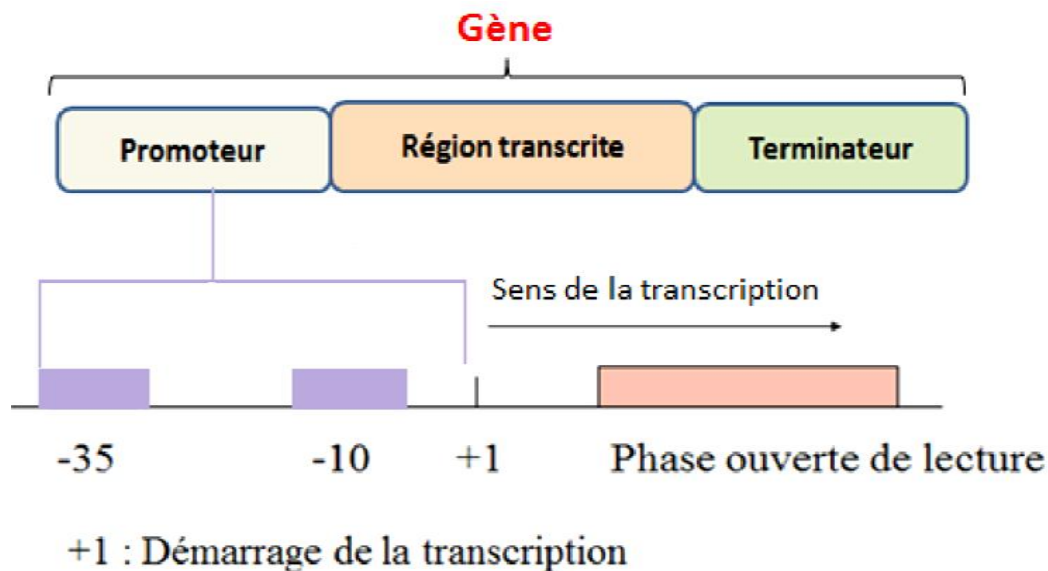 Gène
Promoteur Région transcrite Terminateur
Sens de la transcription
-35 -10 +1 Phase ouverte de lecture
+1 : Démarrage de la transcription